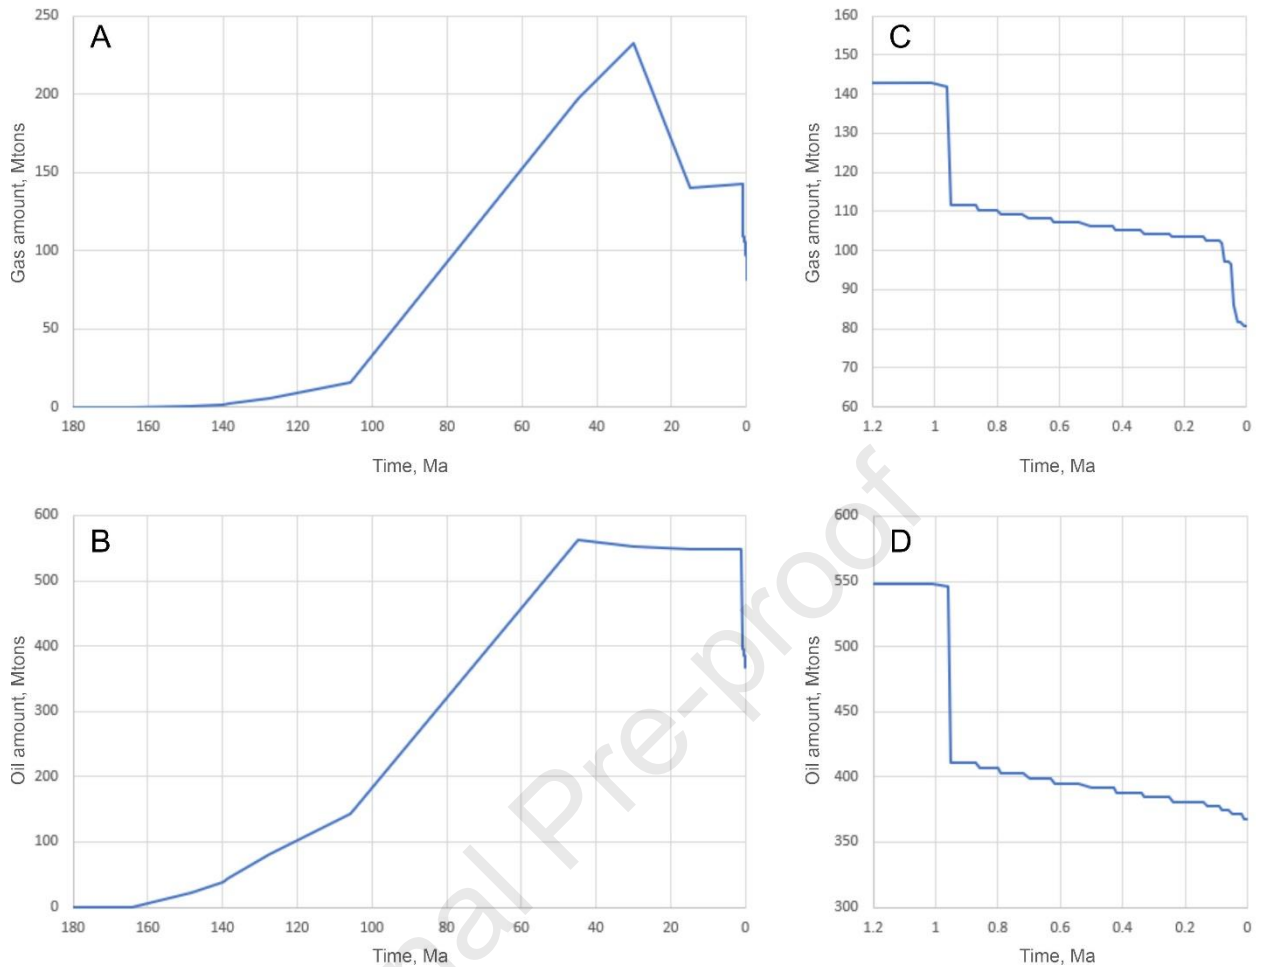 A
Gas amount, Mtons
250
200
150
100
50
0
180 160 140 120 100 80 60 40 20 0
Time, Ma
C
Gas amount, Mtons
160
150
140
130
120
110
100
90
80
70
60
1.2 1 0.8 0.6 0.4 0.2 0
Time, Ma
B
Oil amount, Mtons
600
500
400
300
200
100
0
180 160 140 120 100 80 60 40 20 0
Time, Ma
D
Oil amount, Mtons
600
550
500
450
400
350
300
1.2 1 0.8 0.6 0.4 0.2 0
Time, Ma
nal Pre-proof